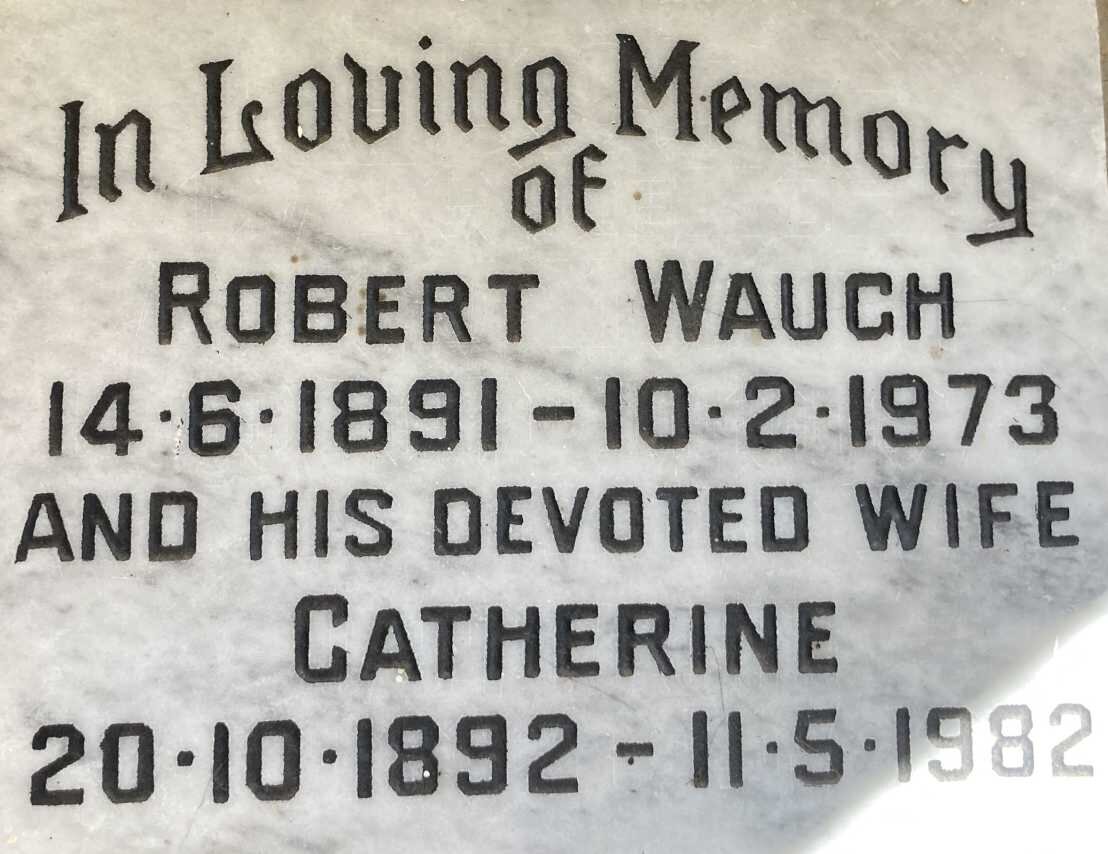 In Loving Memory
of
ROBERT WAUGH
14·6·1891 - 10·2·1973
AND HIS DEVOTED WIFE
CATHERINE
20·10·1892 - 11·5·1982